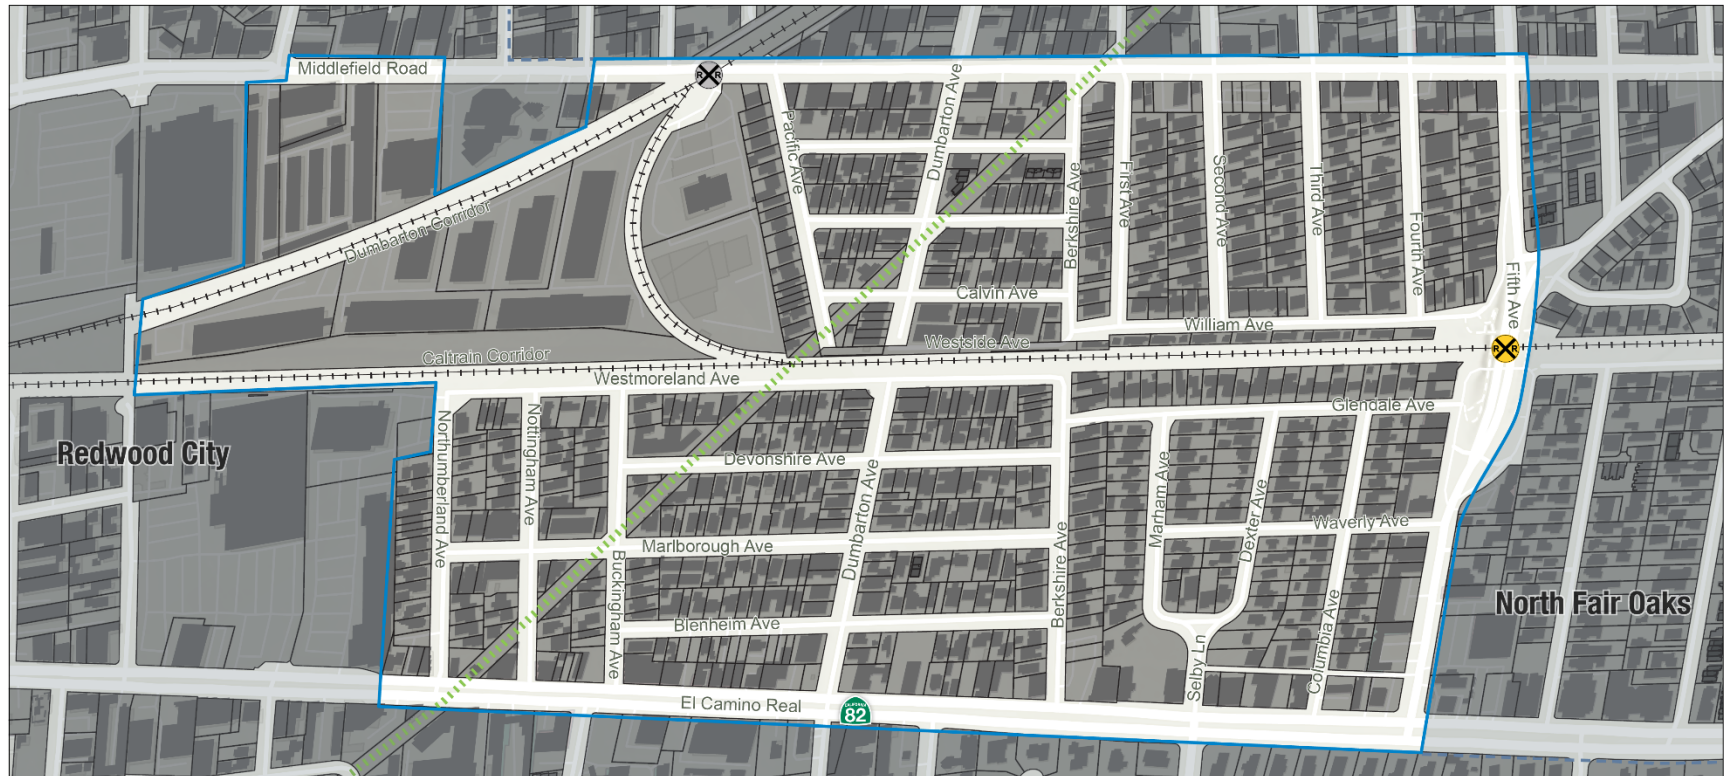 Middlefield Road
R R
Pacific Ave
Dumbarton Ave
Berkshire Ave
First Ave
Second Ave
Third Ave
Fourth Ave
Fifth Ave
Dumbarton Corridor
Calvin Ave
William Ave
Westside Ave
R R
Caltrain Corridor
Westmoreland Ave
Glendale Ave
Northumberland Ave
Nottingham Ave
Redwood City
Devonshire Ave
Dumbarton Ave
Marham Ave
Dexter Ave
Waverly Ave
Marlborough Ave
Buckingham Ave
Berkshire Ave
North Fair Oaks
Blenheim Ave
Columbia Ave
Selby Ln
El Camino Real
CALIFORNIA
82